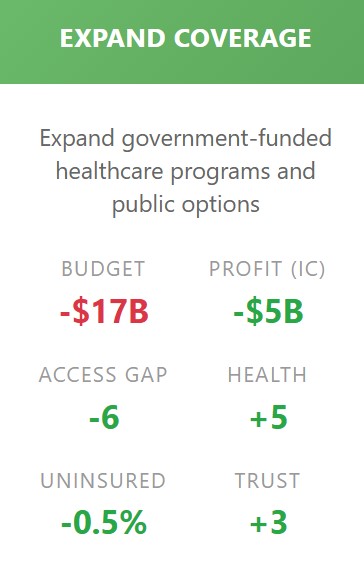 EXPAND COVERAGE
Expand government-funded
healthcare programs and
public options
BUDGET PROFIT (IC)
-$17B -$5B
ACCESS GAP HEALTH
-6 +5
UNINSURED TRUST
-0.5% +3